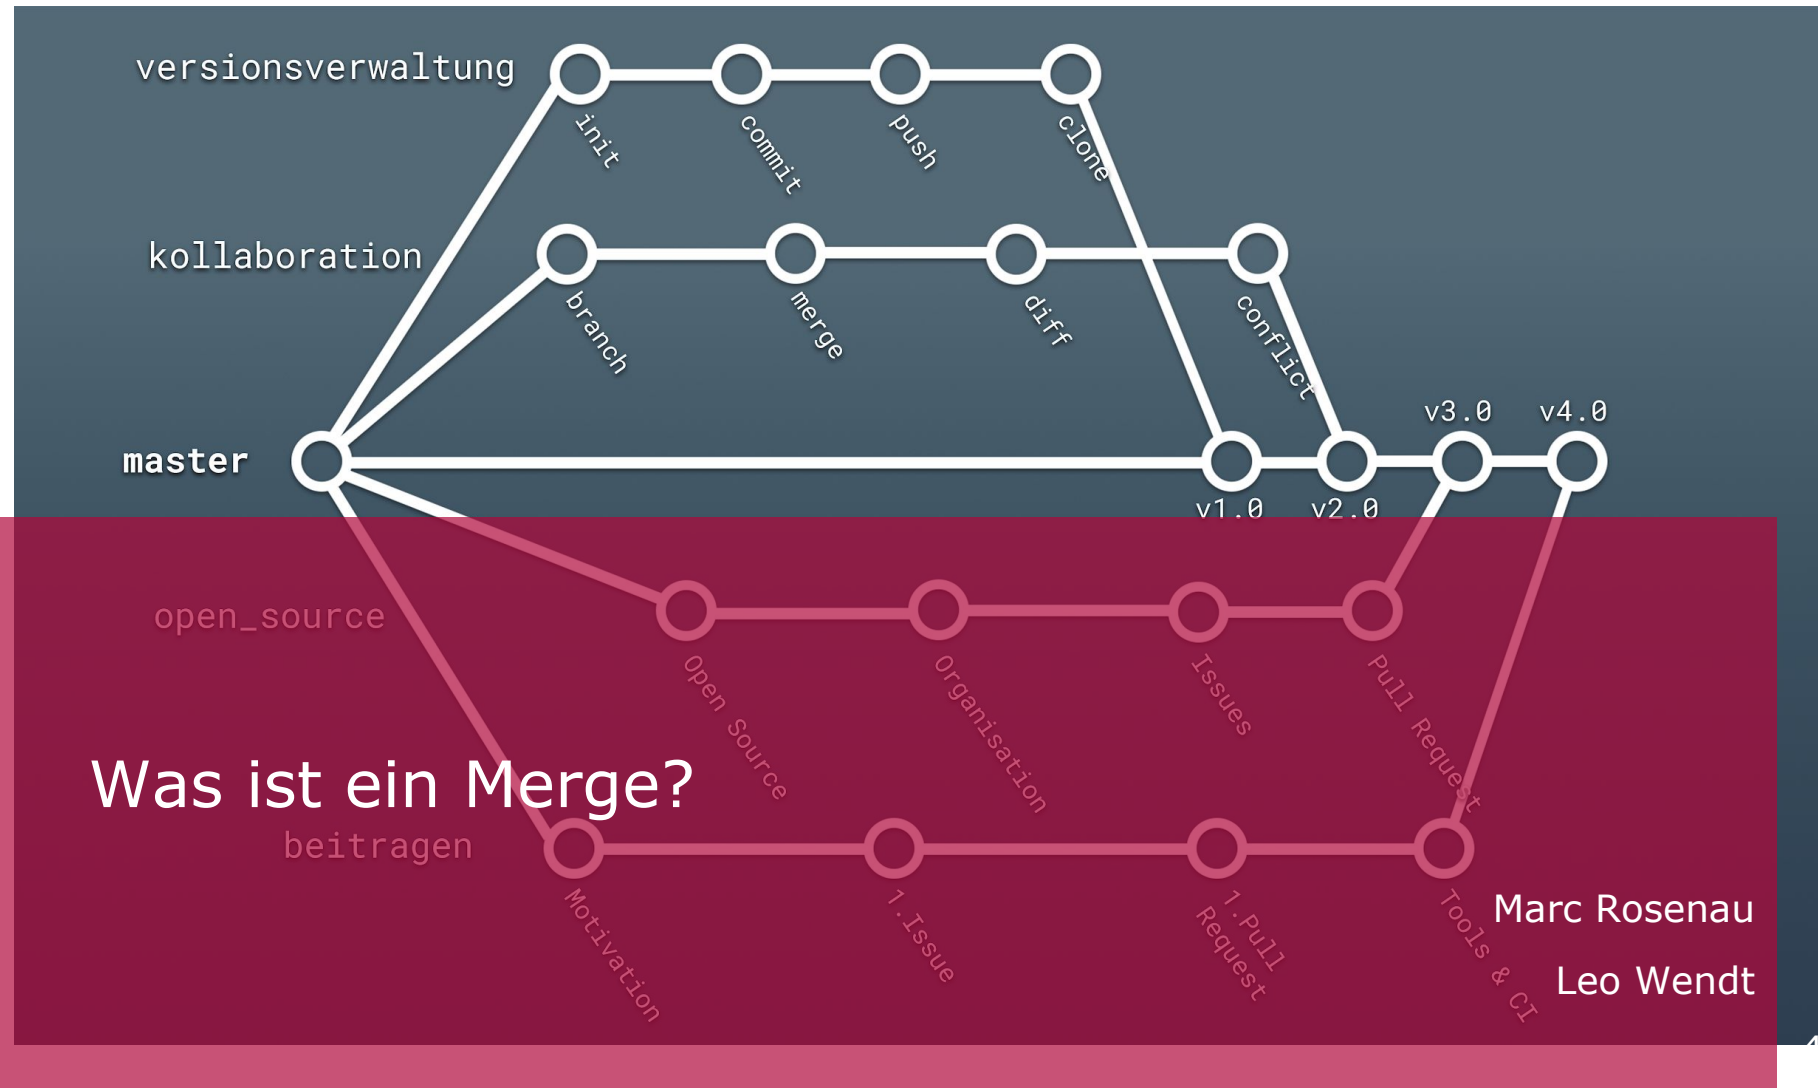 versionsverwaltung
init
commit
push
clone
kollaboration
branch
merge
diff
conflict
v3.0
v4.0
master
v1.0
v2.0
open_source
Open Source
Organisation
Issues
Pull Request
Was ist ein Merge?
beitragen
Motivation
1.Issue
1.Pull
Request
Tools & CI
Marc Rosenau
Leo Wendt